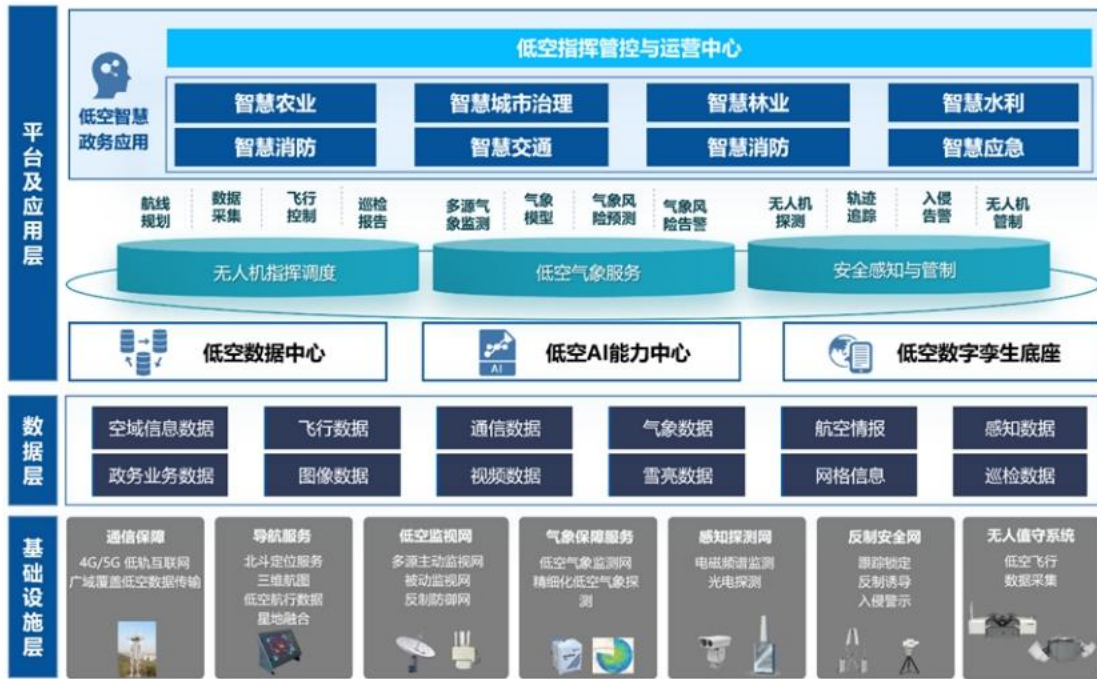 平台及应用层
低空智慧
政务应用
低空指挥管控与运营中心
智慧农业 智慧城市治理 智慧林业 智慧水利
智慧消防 智慧交通 智慧消防 智慧应急
航线
规划
数据
采集
飞行
控制
巡检
报告
多源气
象监测
气象
模型
气象风
险预测
气象风
险告警
无人机
探测
轨迹
追踪
入侵
告警
无人机
管制
无人机指挥调度
低空气象服务
安全感知与管制
低空数据中心
AI
低空AI能力中心
低空数字孪生底座
数据层
空域信息数据 飞行数据 通信数据 气象数据 航空情报 感知数据
政务业务数据 图像数据 视频数据 雪亮数据 网格信息 巡检数据
基础设施层
通信保障
4G/5G 低轨互联网
广域覆盖低空数据传输
导航服务
北斗定位服务
三维航图
低空航行数据
星地融合
低空监视网
多源主动监视网
被动监视网
反制防御网
气象保障服务
低空气象监测网
精细化低空气象探
测
感知探测网
电磁频谱监测
光电探测
反制安全网
跟踪锁定
反制诱导
入侵警示
无人值守系统
低空飞行
数据采集